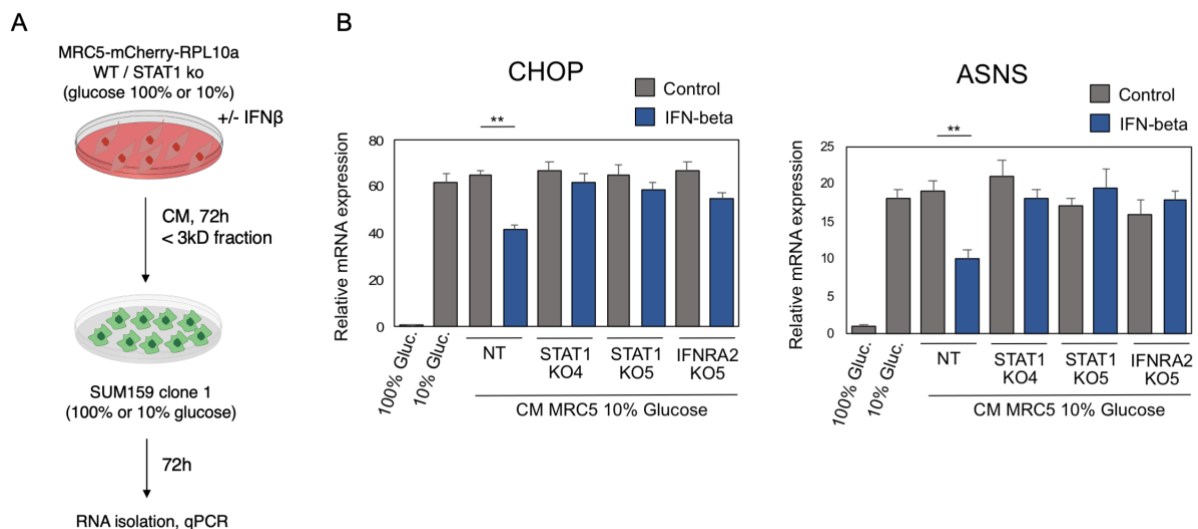 A
MRC5-mCherry-RPL10a
WT / STAT1 ko
(glucose 100% or 10%)
+/- IFNβ
CM, 72h
< 3kD fraction
SUM159 clone 1
(100% or 10% glucose)
72h
RNA isolation, qPCR
B
CHOP
Control
IFN-beta
**
Relative mRNA expression
80
60
40
20
0
100% Gluc.
10% Gluc.
NT
STAT1
KO4
STAT1
KO5
IFNRA2
KO5
CM MRC5 10% Glucose
ASNS
Control
IFN-beta
**
Relative mRNA expression
25
20
15
10
5
0
100% Gluc.
10% Gluc.
NT
STAT1
KO4
STAT1
KO5
IFNRA2
KO5
CM MRC5 10% Glucose